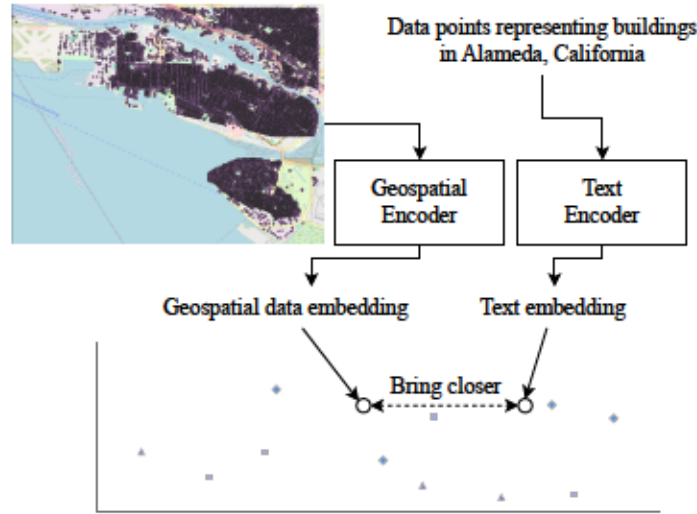 Data points representing buildings
in Alameda, California
Geospatial
Encoder
Text
Encoder
Geospatial data embedding
Text embedding
Bring closer